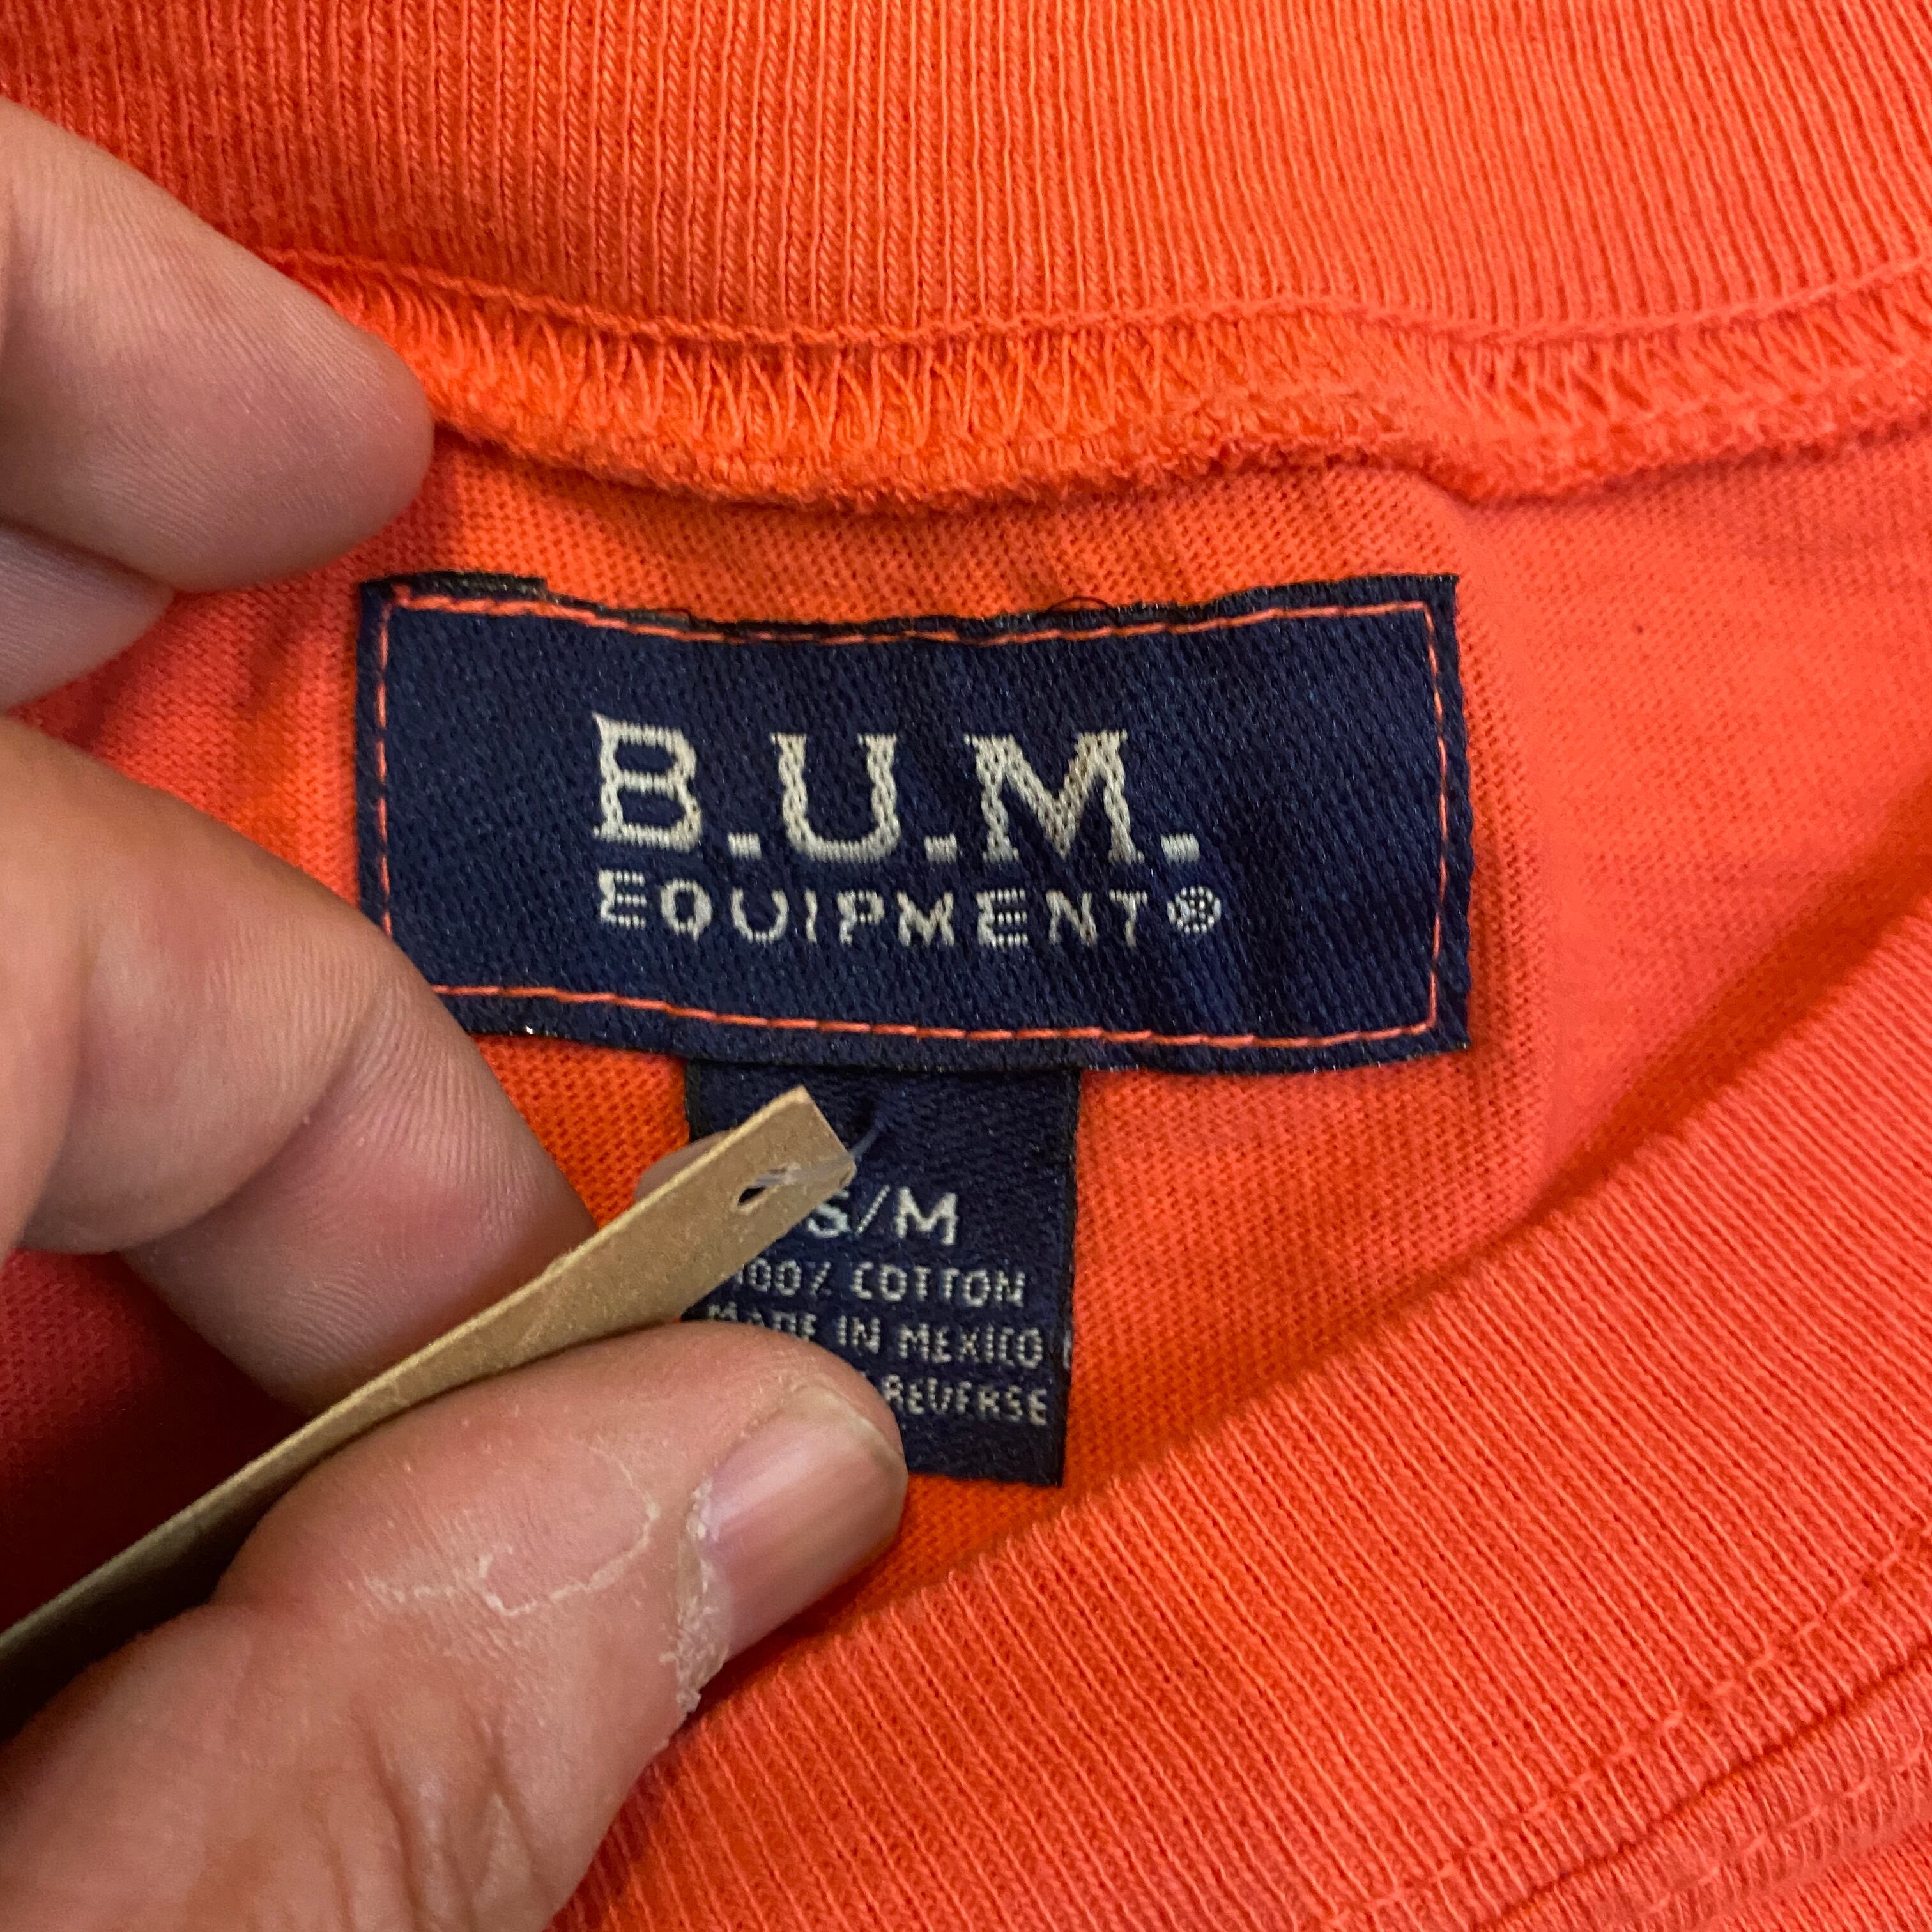 B.U.M.
EQUIPMENT®
S/M
100% COTTON
MADE IN MEXICO
REVERSE